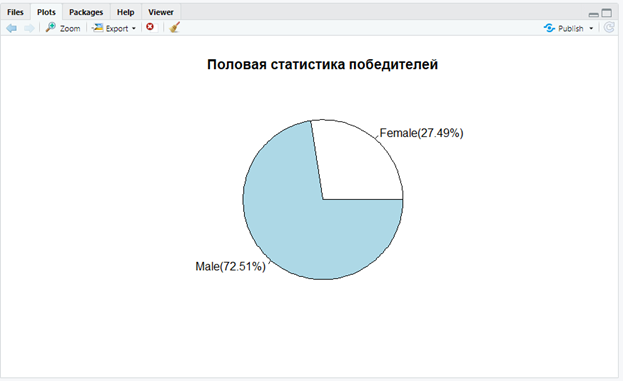 Files Plots Packages Help Viewer
Zoom Export Publish
Половая статистика победителей
Female(27.49%)
Male(72.51%)